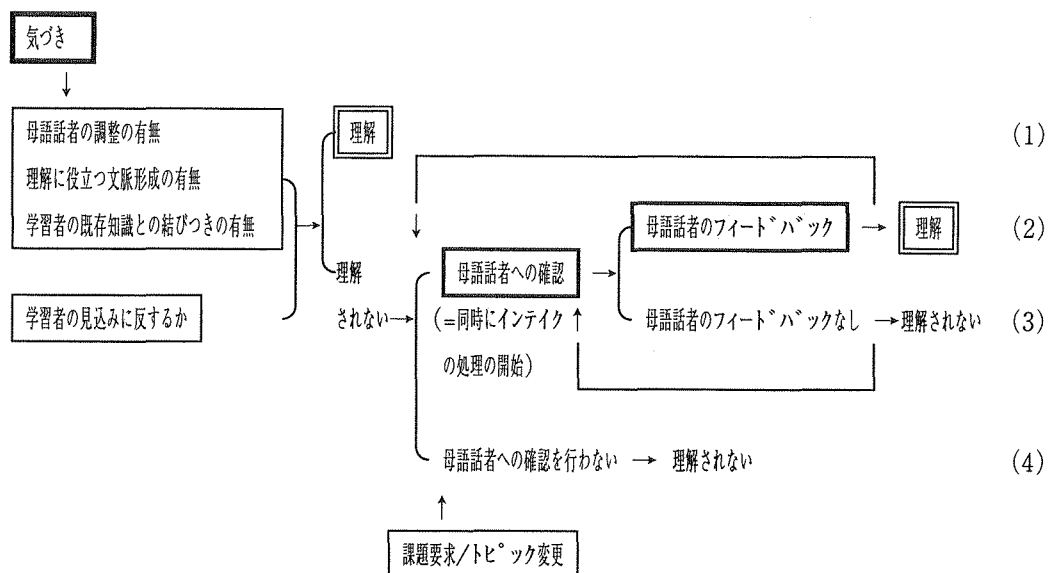 気づき
↓
母語話者の調整の有無
理解に役立つ文脈形成の有無
学習者の既存知識との結びつきの有無
学習者の見込みに反するか
→
理解
(1)
理解
されない→
母語話者への確認
(=同時にインテイク
の処理の開始)
→
母語話者のフィードバック
→
理解
(2)
母語話者のフィードバックなし
→理解されない
(3)
母語話者への確認を行わない → 理解されない
(4)
↑
課題要求/トピック変更